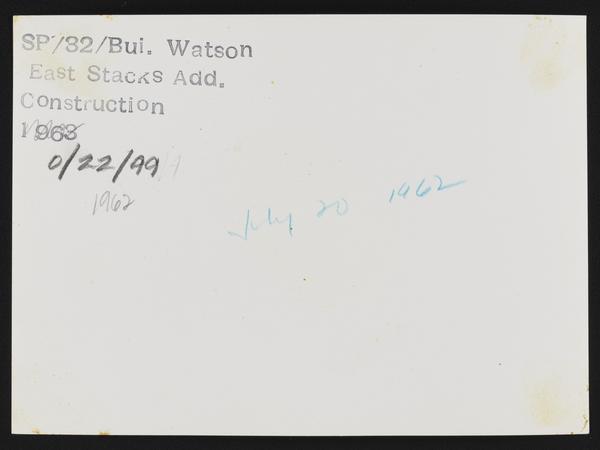 SP/32/Bui. Watson
East Stacks Add.
Construction
1963
0/22/99
1962
July 20 1962